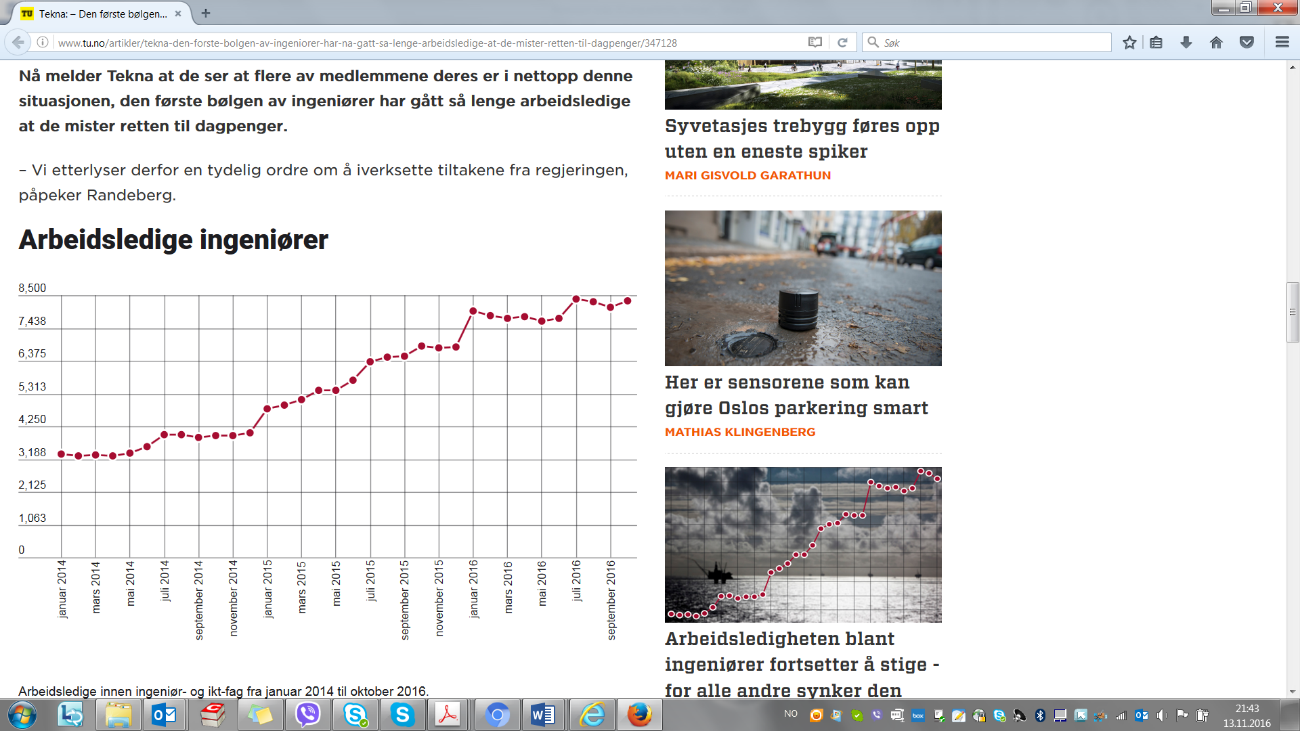 TU Tekna: – Den første bølgen...
www.tu.no/artikler/tekna-den-forste-bolgen-av-ingeniorer-har-na-gatt-sa-lenge-arbeidsledige-at-de-mister-retten-til-dagpenger/347128
Søk
Nå melder Tekna at de ser at flere av medlemmene deres er i nettopp denne
situasjonen, den første bølgen av ingeniører har gått så lenge arbeidsledige
at de mister retten til dagpenger.
– Vi etterlyser derfor en tydelig ordre om å iverksette tiltakene fra regjeringen,
påpeker Randeberg.
Arbeidsledige ingeniører
8,500
7,438
6,375
5,313
4,250
3,188
2,125
1,063
0
januar 2014
mars 2014
mai 2014
juli 2014
september 2014
november 2014
januar 2015
mars 2015
mai 2015
juli 2015
september 2015
november 2015
januar 2016
mars 2016
mai 2016
juli 2016
september 2016
Arbeidsledige innen ingeniør- og ikt-fag fra januar 2014 til oktober 2016.
Syvetasjes trebygg føres opp
uten en eneste spiker
MARI GISVOLD GARATHUN
Her er sensorene som kan
gjøre Oslos parkering smart
MATHIAS KLINGENBERG
Arbeidsledigheten blant
ingeniører fortsetter å stige -
for alle andre synker den
NO
21:43
13.11.2016